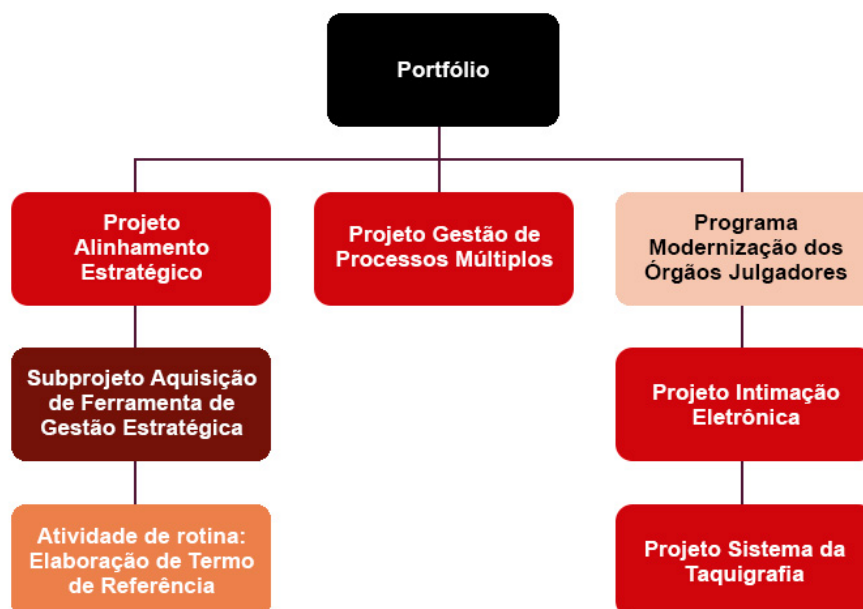 Portfólio
Projeto
Alinhamento
Estratégico
Projeto Gestão de
Processos Múltiplos
Programa
Modernização dos
Órgãos Julgadores
Subprojeto Aquisição
de Ferramenta de
Gestão Estratégica
Projeto Intimação
Eletrônica
Atividade de rotina:
Elaboração de Termo
de Referência
Projeto Sistema da
Taquigrafia